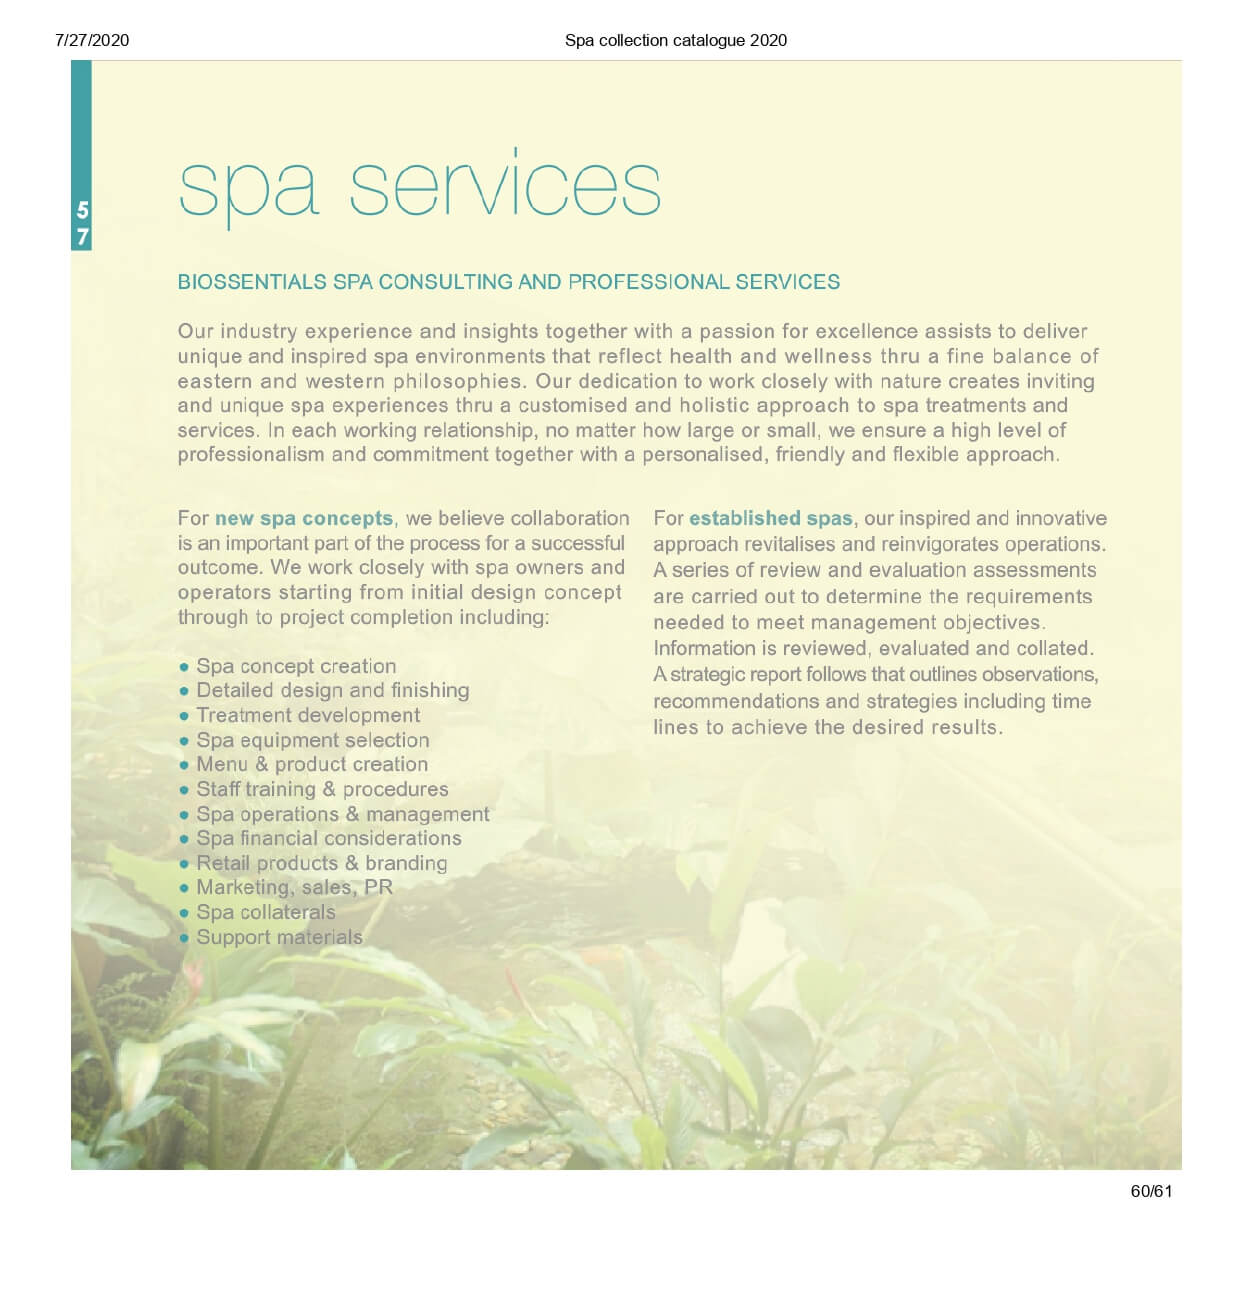 7/27/2020
Spa collection catalogue 2020
5
7
spa services
BIOSSENTIALS SPA CONSULTING AND PROFESSIONAL SERVICES
Our industry experience and insights together with a passion for excellence assists to deliver
unique and inspired spa environments that reflect health and wellness thru a fine balance of
eastern and western philosophies. Our dedication to work closely with nature creates inviting
and unique spa experiences thru a customised and holistic approach to spa treatments and
services. In each working relationship, no matter how large or small, we ensure a high level of
professionalism and commitment together with a personalised, friendly and flexible approach.
For new spa concepts, we believe collaboration
is an important part of the process for a successful
outcome. We work closely with spa owners and
operators starting from initial design concept
through to project completion including:
● Spa concept creation
● Detailed design and finishing
● Treatment development
● Spa equipment selection
● Menu & product creation
● Staff training & procedures
● Spa operations & management
● Spa financial considerations
● Retail products & branding
● Marketing, sales, PR
● Spa collaterals
● Support materials
For established spas, our inspired and innovative
approach revitalises and reinvigorates operations.
A series of review and evaluation assessments
are carried out to determine the requirements
needed to meet management objectives.
Information is reviewed, evaluated and collated.
A strategic report follows that outlines observations,
recommendations and strategies including time
lines to achieve the desired results.
60/61